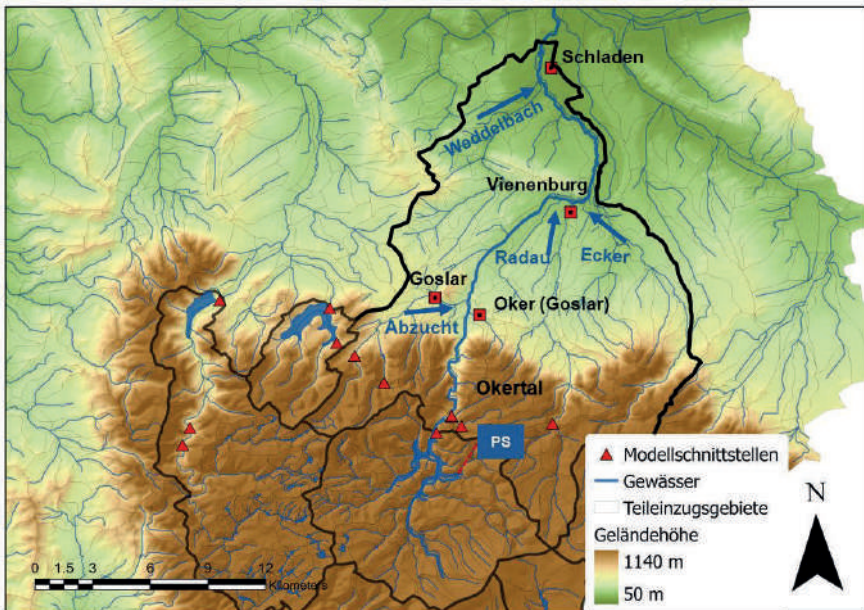 Schladen
Weddelbach
Vienenburg
Radau
Ecker
Goslar
Abzucht
Oker (Goslar)
Okertal
PS
Modellschnittstellen
Gewässer
Teileinzugsgebiete
Geländehöhe
1140 m
50 m
N
0 1.5 3 6 9 12
Kilometers